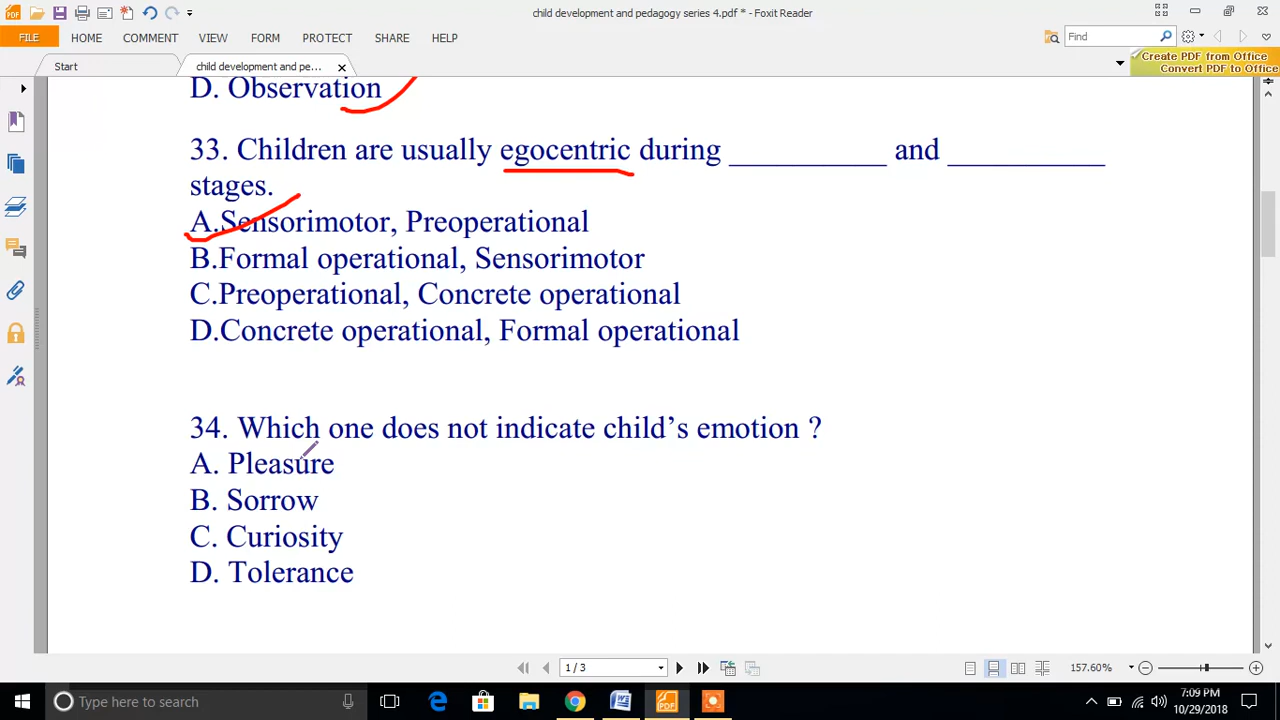 child development and pedagogy series 4.pdf * - Foxit Reader
FILE HOME COMMENT VIEW FORM PROTECT SHARE HELP
Find
Create PDF from Office
Convert PDF to Office
Start
child development and pe...
D. Observation
33. Children are usually egocentric during __________ and __________
stages.
A.Sensorimotor, Preoperational
B.Formal operational, Sensorimotor
C.Preoperational, Concrete operational
D.Concrete operational, Formal operational
34. Which one does not indicate child’s emotion ?
A. Pleasure
B. Sorrow
C. Curiosity
D. Tolerance
1 / 3
157.60%
Type here to search
PDF
7:09 PM
10/29/2018